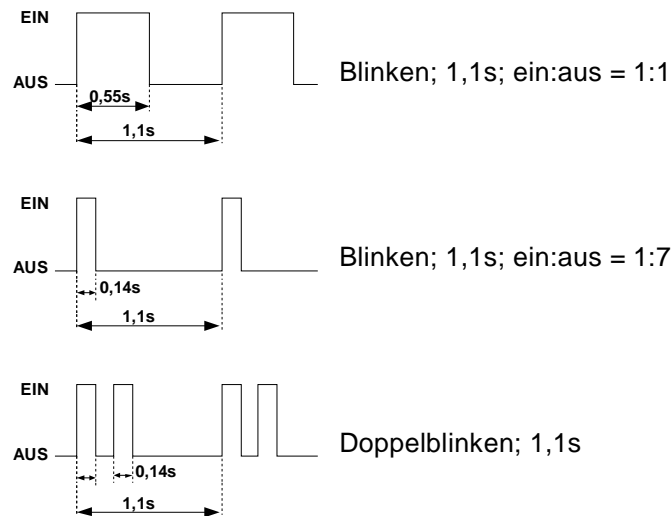 EIN
AUS
0,55s
1,1s
Blinken; 1,1s; ein:aus = 1:1
EIN
AUS
0,14s
1,1s
Blinken; 1,1s; ein:aus = 1:7
EIN
AUS
0,14s
1,1s
Doppelblinken; 1,1s